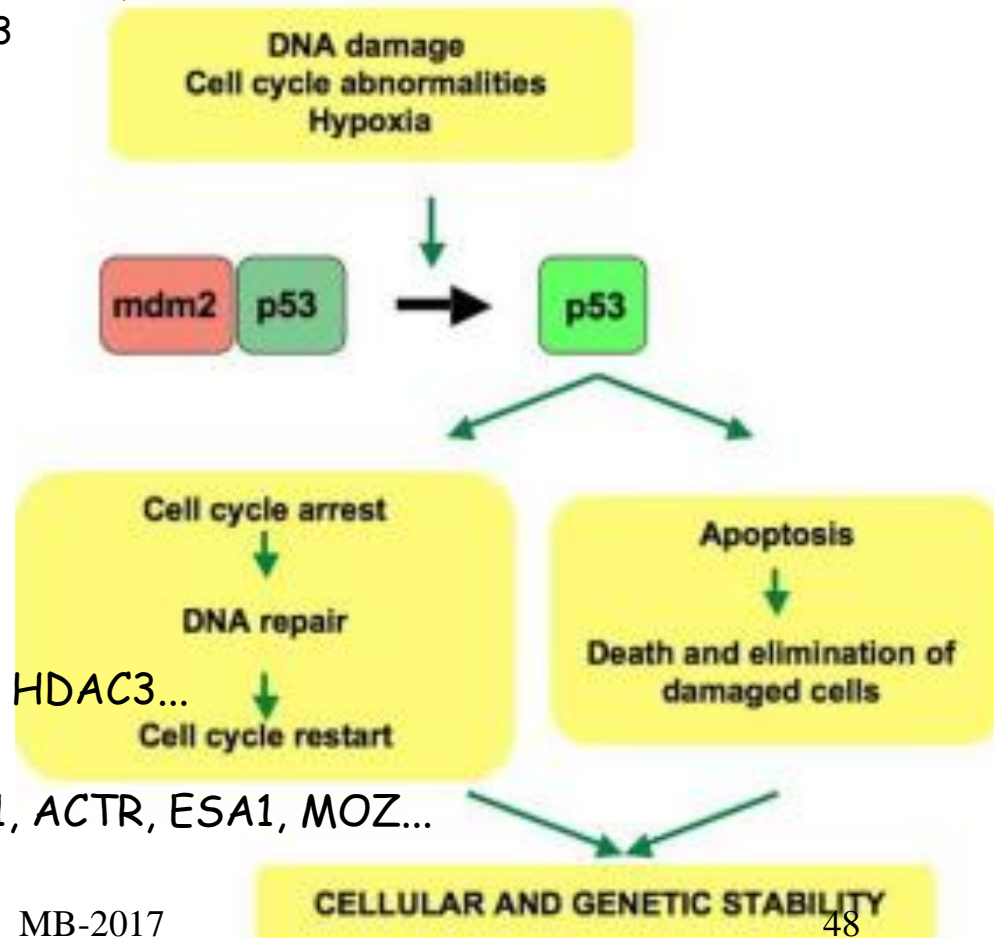 3
DNA damage
Cell cycle abnormalities
Hypoxia
mdm2 p53
p53
Cell cycle arrest
DNA repair
Cell cycle restart
Apoptosis
Death and elimination of
damaged cells
HDAC3...
, ACTR, ESA1, MOZ...
CELLULAR AND GENETIC STABILITY
MB-2017
48